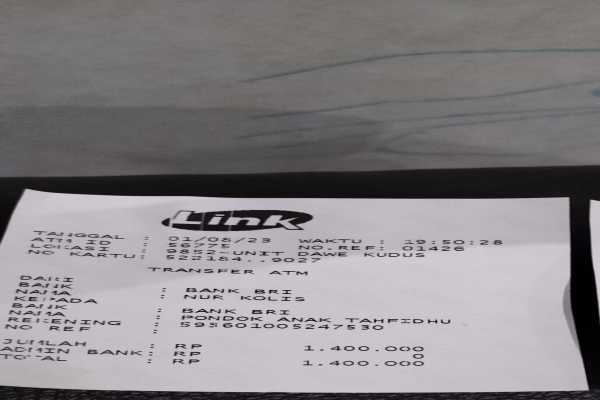 Link
TANGGAL : 01/08/23 WAKTU : 19:50:28
ATM ID : 56775 NO.REF: 01426
LOKASI : UNIT DAWE KUDUS
NO KARTU: 522184..9027
TRANSFER ATM
DARI
BANK : BANK BRI
NAMA : NUR KOLIS
KEPADA
BANK : BANK BRI
NAMA : PONDOK ANAK TAHFIDHU
REKENING : 595601005247530
NO REF :
JUMLAH : RP 1.400.000
ADMIN BANK: RP 0
TOTAL : RP 1.400.000